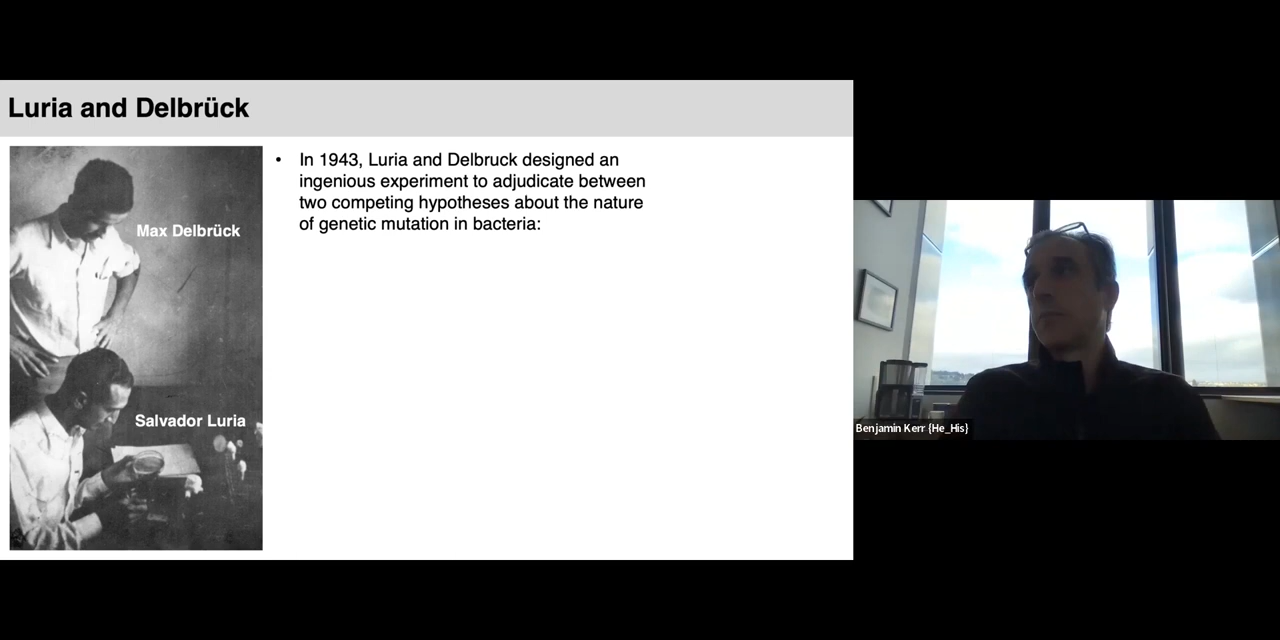 Luria and Delbrück
Max Delbrück
Salvador Luria
• In 1943, Luria and Delbruck designed an
ingenious experiment to adjudicate between
two competing hypotheses about the nature
of genetic mutation in bacteria:
Benjamin Kerr {He_His}